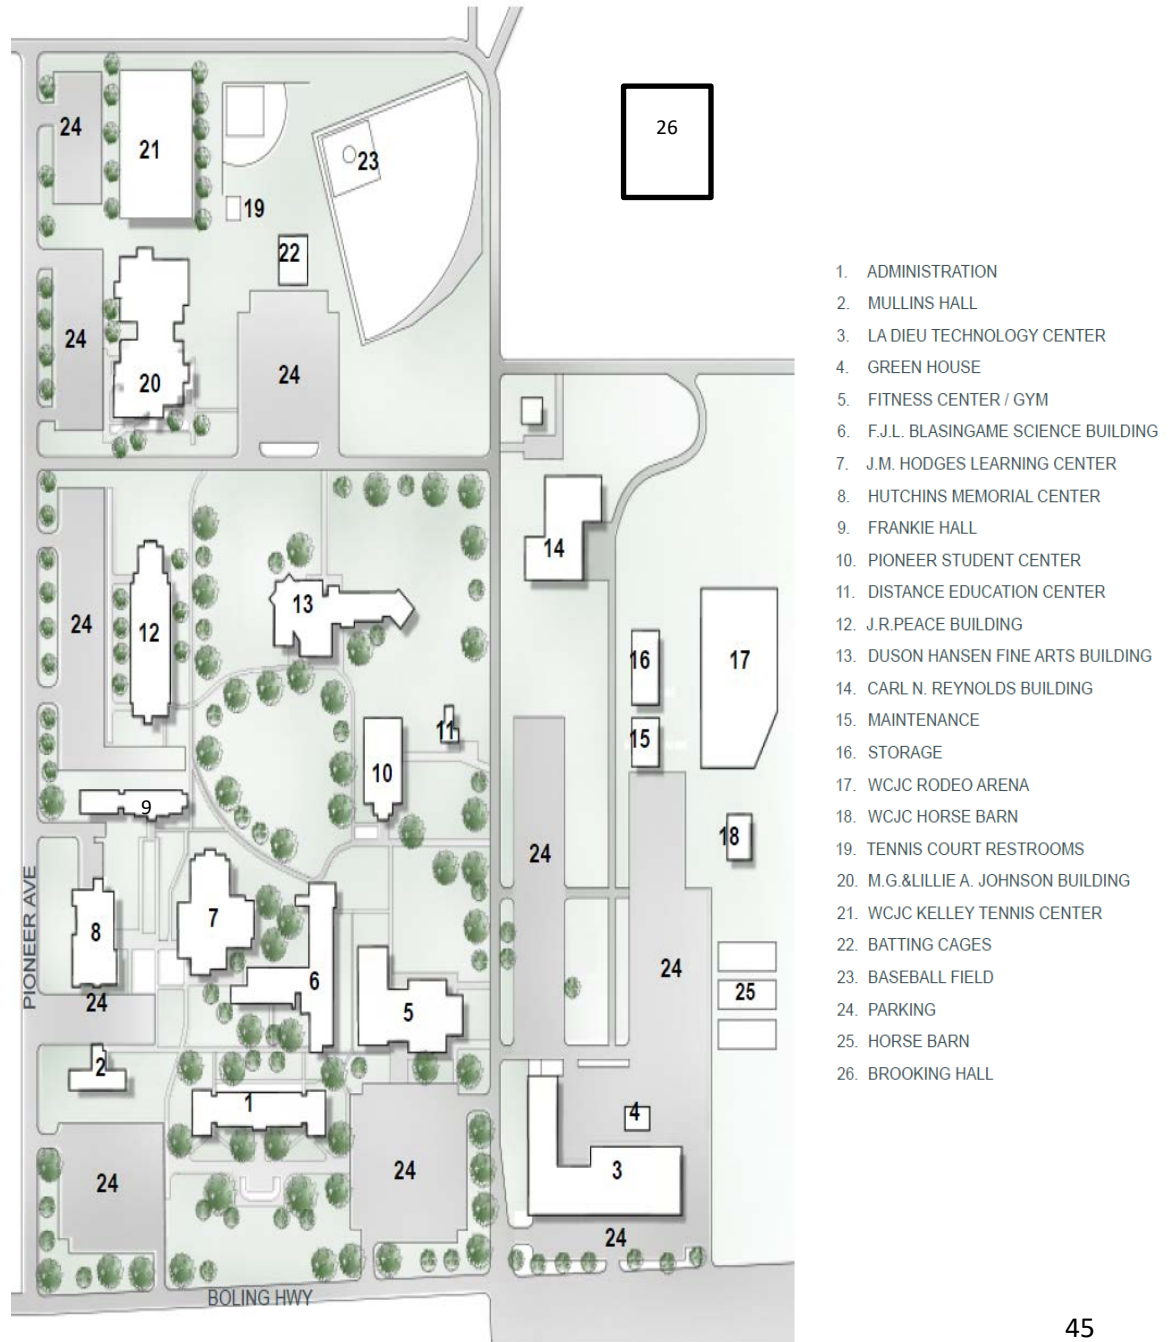 26
24
21
23
19
22
24
20
24
14
13
24
12
16
17
11
15
10
9
18
24
7
8
PIONEER AVE
24
6
25
24
5
2
1
4
24
24
3
24
BOLING HWY
1. ADMINISTRATION
2. MULLINS HALL
3. LA DIEU TECHNOLOGY CENTER
4. GREEN HOUSE
5. FITNESS CENTER / GYM
6. F.J.L. BLASINGAME SCIENCE BUILDING
7. J.M. HODGES LEARNING CENTER
8. HUTCHINS MEMORIAL CENTER
9. FRANKIE HALL
10. PIONEER STUDENT CENTER
11. DISTANCE EDUCATION CENTER
12. J.R.PEACE BUILDING
13. DUSON HANSEN FINE ARTS BUILDING
14. CARL N. REYNOLDS BUILDING
15. MAINTENANCE
16. STORAGE
17. WCJC RODEO ARENA
18. WCJC HORSE BARN
19. TENNIS COURT RESTROOMS
20. M.G.&LILLIE A. JOHNSON BUILDING
21. WCJC KELLEY TENNIS CENTER
22. BATTING CAGES
23. BASEBALL FIELD
24. PARKING
25. HORSE BARN
26. BROOKING HALL
45